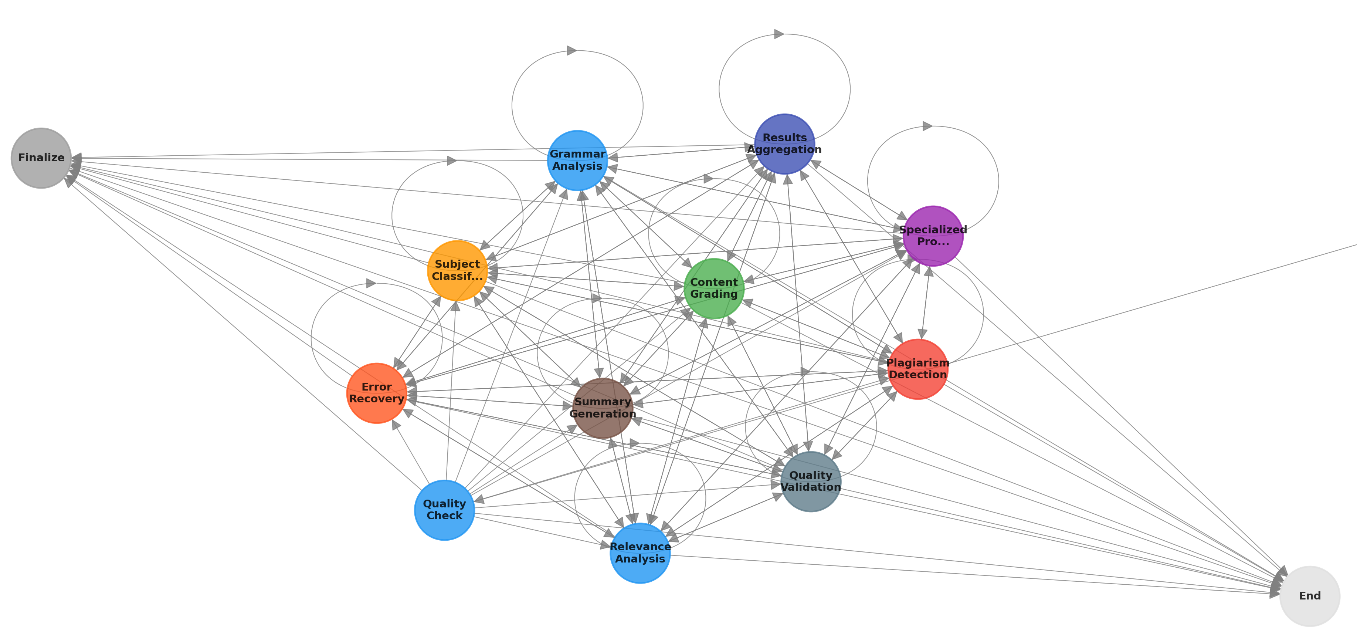 Results
Aggregation
Grammar
Analysis
Finalize
Specialized
Pro...
Subject
Classif...
Content
Grading
Plagiarism
Detection
Error
Recovery
Summary
Generation
Quality
Validation
Quality
Check
Relevance
Analysis
End